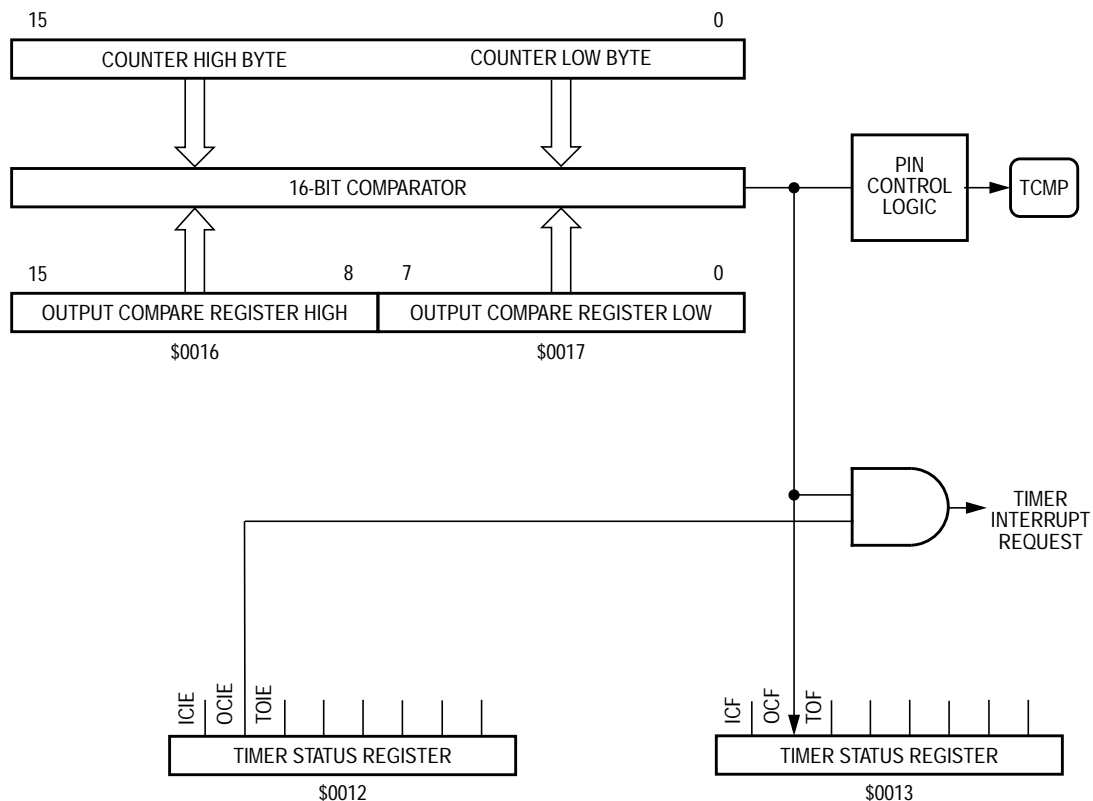 15
0
COUNTER HIGH BYTE
COUNTER LOW BYTE
16-BIT COMPARATOR
PIN
CONTROL
LOGIC
TCMP
15
8
7
0
OUTPUT COMPARE REGISTER HIGH
OUTPUT COMPARE REGISTER LOW
$0016
$0017
TIMER
INTERRUPT
REQUEST
ICIE
OCIE
TOIE
ICF
OCF
TOF
TIMER STATUS REGISTER
TIMER STATUS REGISTER
$0012
$0013